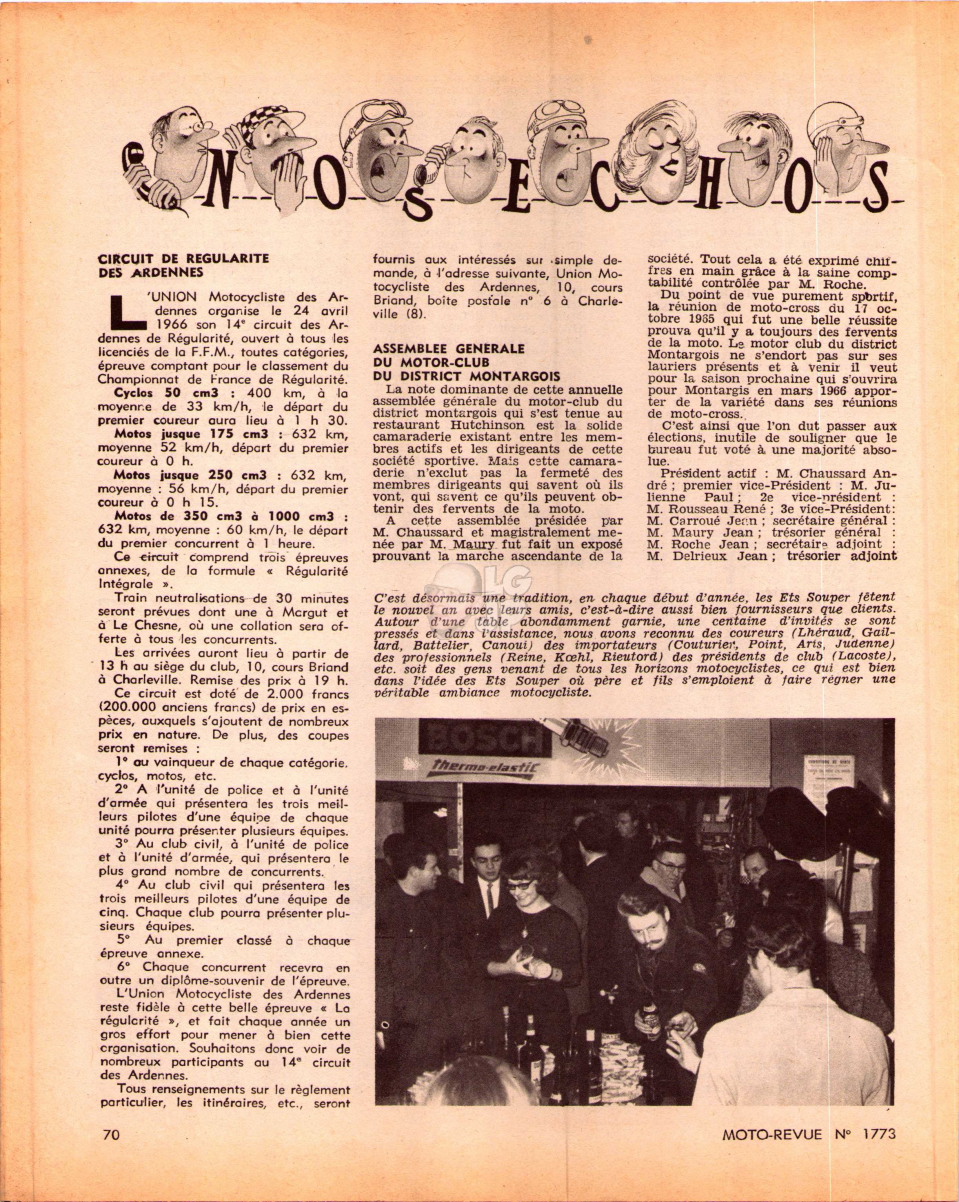 NOS ECHOS
CIRCUIT DE REGULARITE
DES ARDENNES
L'UNION Motocycliste des Ar-
dennes organise le 24 avril
1966 son 14e circuit des Ar-
dennes de Régularité, ouvert à tous les
licenciés de la F.F.M., toutes catégories,
épreuve comptant pour le classement du
Championnat de France de Régularité.
Cyclos 50 cm3 : 400 km, à la
moyenne de 33 km/h, le départ du
premier coureur aura lieu à 1 h 30.
Motos jusque 175 cm3 : 632 km,
moyenne 52 km/h, départ du premier
coureur à 0 h.
Motos jusque 250 cm3 : 632 km,
moyenne : 56 km/h, départ du premier
coureur à 0 h 15.
Motos de 350 cm3 à 1000 cm3 :
632 km, moyenne : 60 km/h, le départ
du premier concurrent à 1 heure.
Ce circuit comprend trois épreuves
annexes, de la formule « Régularité
Intégrale ».
Train neutralisations de 30 minutes
seront prévues dont une à Margut et
à Le Chesne, où une collation sera of-
ferte à tous les concurrents.
Les arrivées auront lieu à partir de
13 h au siège du club, 10, cours Briand
à Charleville. Remise des prix à 19 h.
Ce circuit est doté de 2.000 francs
(200.000 anciens francs) de prix en es-
pèces, auxquels s'ajoutent de nombreux
prix en nature. De plus, des coupes
seront remises :
1° au vainqueur de chaque catégorie.
cyclos, motos, etc.
2° A l'unité de police et à l'unité
d'armée qui présentera les trois meil-
leurs pilotes d'une équipe de chaque
unité pourra présenter plusieurs équipes.
3° Au club civil, à l'unité de police
et à l'unité d'armée, qui présentera le
plus grand nombre de concurrents.
4° Au club civil qui présentera les
trois meilleurs pilotes d'une équipe de
cinq. Chaque club pourra présenter plu-
sieurs équipes.
5° Au premier classé à chaque
épreuve annexe.
6° Chaque concurrent recevra en
outre un diplôme-souvenir de l'épreuve.
L'Union Motocycliste des Ardennes
reste fidèle à cette belle épreuve « La
régularité », et fait chaque année un
gros effort pour mener à bien cette
organisation. Souhaitons donc voir de
nombreux participants au 14e circuit
des Ardennes.
Tous renseignements sur le règlement
particulier, les itinéraires, etc., seront
fournis aux intéressés sur simple de-
mande, à l'adresse suivante, Union Mo-
tocycliste des Ardennes, 10, cours
Briand, boîte postale n° 6 à Charle-
ville (8).
ASSEMBLEE GENERALE
DU MOTOR-CLUB
DU DISTRICT MONTARGOIS
La note dominante de cette annuelle
assemblée générale du motor-club du
district montargois qui s'est tenue au
restaurant Hutchinson est la solide
camaraderie existant entre les mem-
bres actifs et les dirigeants de cette
société sportive. Mais cette camara-
derie n'exclut pas la fermeté des
membres dirigeants qui savent où ils
vont, qui savent ce qu'ils peuvent ob-
tenir des fervents de la moto.
A cette assemblée présidée par
M. Chaussard et magistralement me-
née par M. Maury fut fait un exposé
prouvant la marche ascendante de la
société. Tout cela a été exprimé chif-
fres en main grâce à la saine comp-
tabilité contrôlée par M. Roche.
Du point de vue purement sportif,
la réunion de moto-cross du 17 oc-
tobre 1965 qui fut une belle réussite
prouva qu'il y a toujours des fervents
de la moto. Le motor club du district
Montargois ne s'endort pas sur ses
lauriers présents et à venir il veut
pour la saison prochaine qui s'ouvrira
pour Montargis en mars 1966 appor-
ter de la variété dans ses réunions
de moto-cross.
C'est ainsi que l'on dut passer aux
élections, inutile de souligner que le
bureau fut voté à une majorité abso-
lue.
Président actif : M. Chaussard An-
dré ; premier vice-Président : M. Ju-
lienne Paul ; 2e vice-président :
M. Rousseau René ; 3e vice-Président :
M. Carroué Jean ; secrétaire général :
M. Maury Jean ; trésorier général :
M. Roche Jean ; secrétaire adjoint :
M. Delrieux Jean ; trésorier adjoint
LG
C'est désormais une tradition, en chaque début d'année, les Ets Souper fêtent
le nouvel an avec leurs amis, c'est-à-dire aussi bien fournisseurs que clients.
Autour d'une table abondamment garnie, une centaine d'invités se sont
pressés et dans l'assistance, nous avons reconnu des coureurs (Lhéraud, Gail-
lard, Battelier, Canoui) des importateurs (Couturier, Point, Aris, Judenne)
des professionnels (Reine, Kœhl, Rieutord) des présidents de club (Lacoste),
etc. soit des gens venant de tous les horizons motocyclistes, ce qui est bien
dans l'idée des Ets Souper où père et fils s'emploient à faire régner une
véritable ambiance motocycliste.
BOSCH
thermo-elastic
70
MOTO-REVUE N° 1773